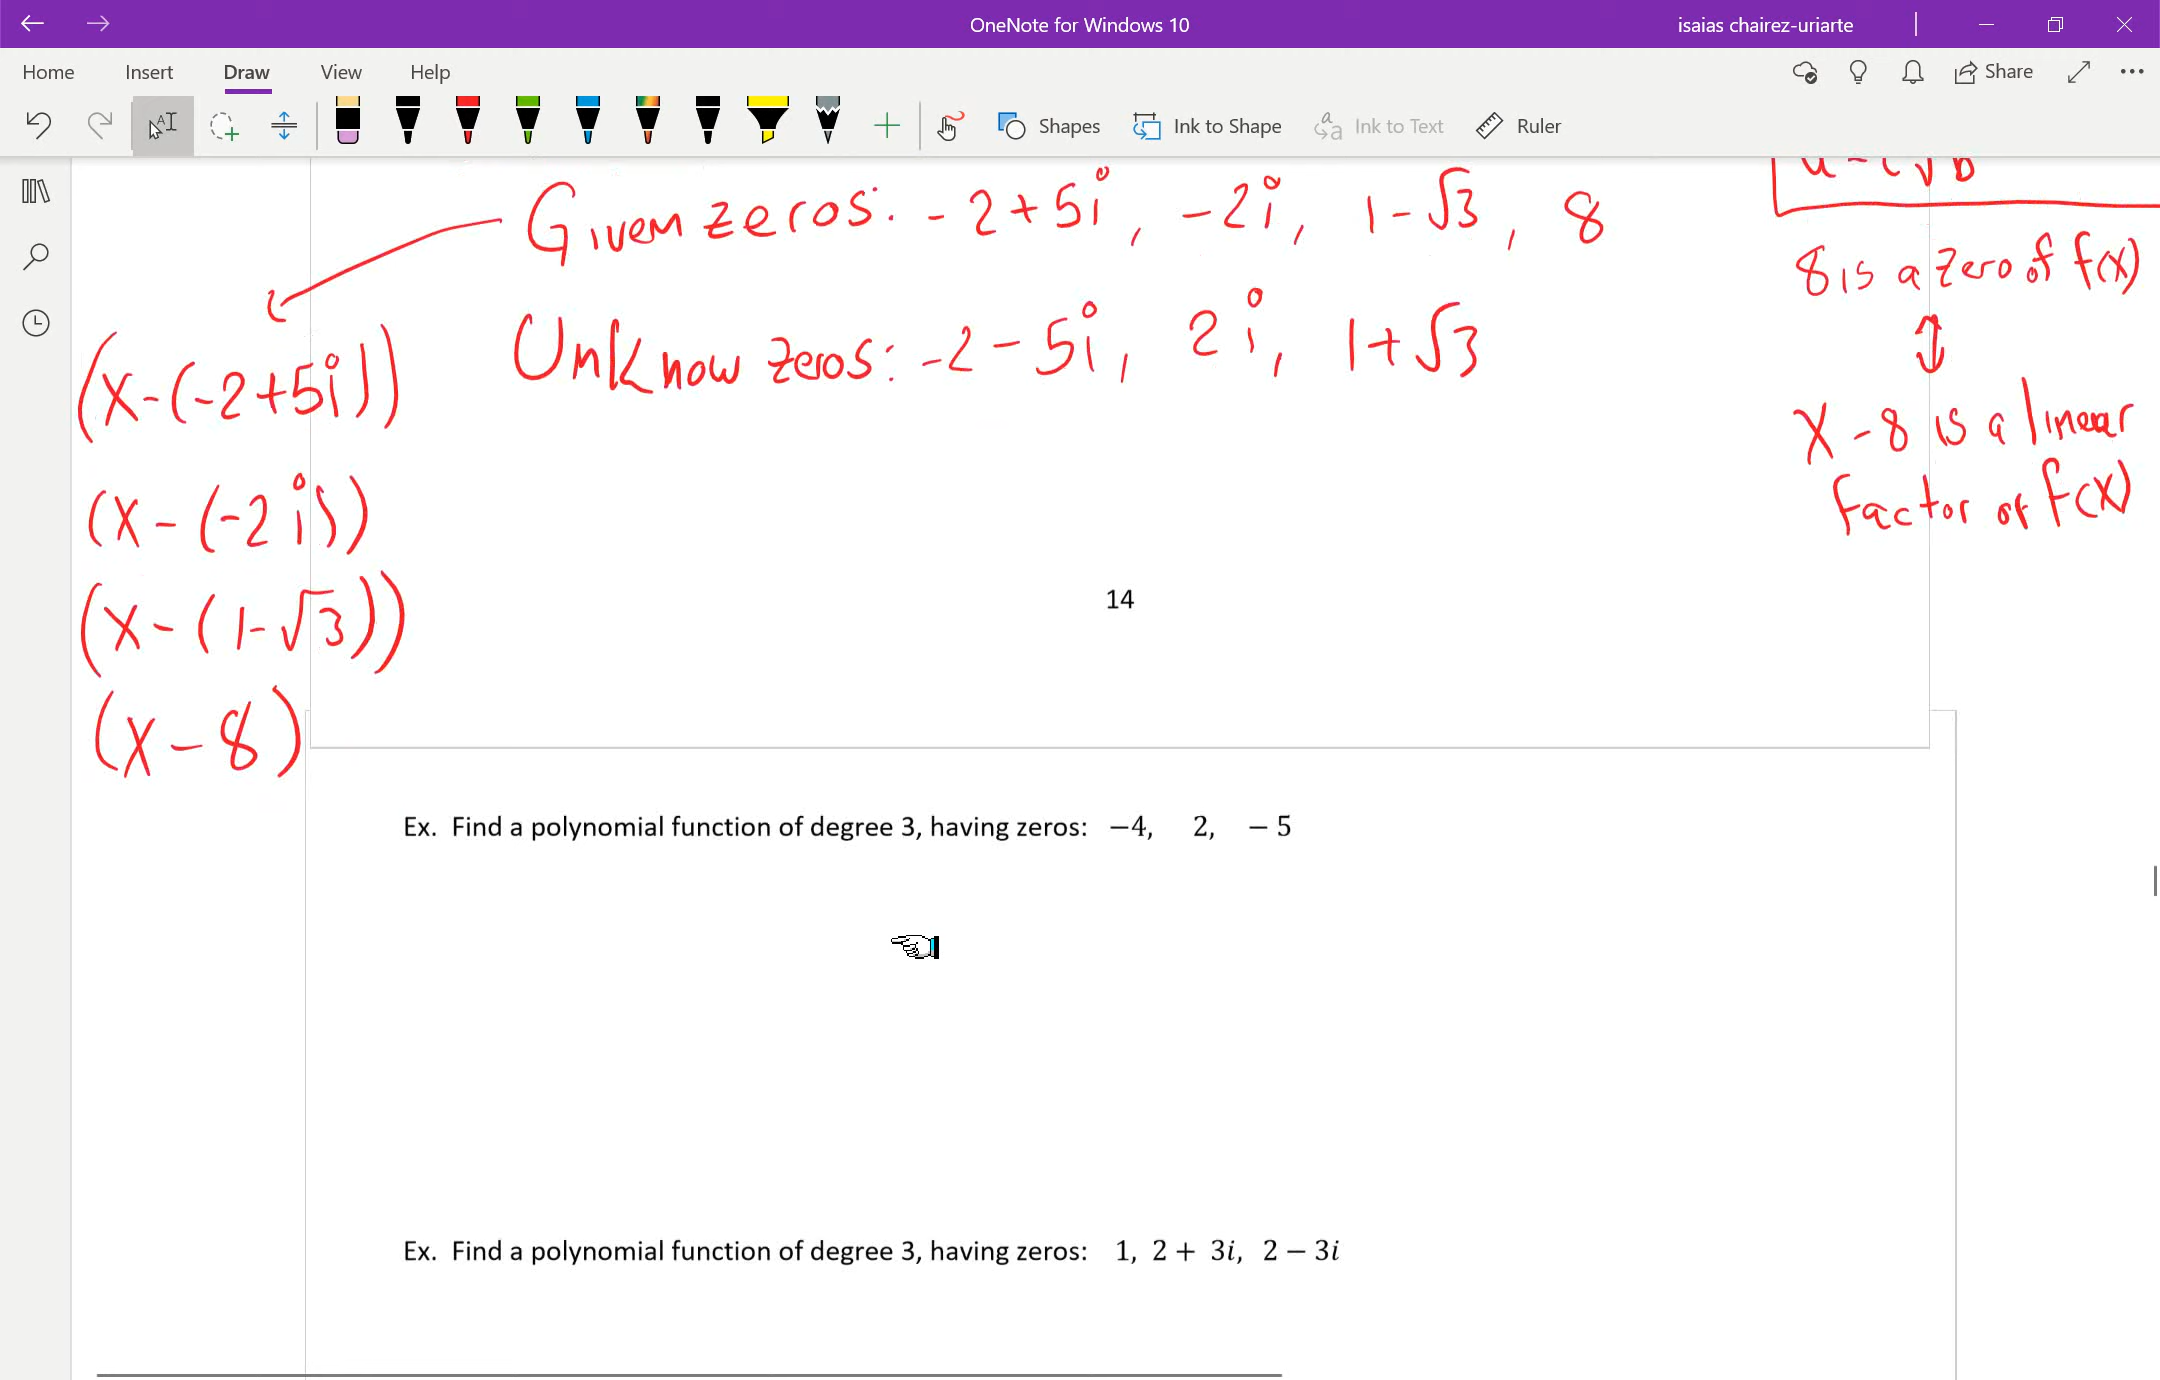 OneNote for Windows 10
isaias chairez-uriarte
Home Insert Draw View Help
Share
Shapes Ink to Shape Ink to Text Ruler
Given zeros: -2+5i, -2i, 1-√3, 8
Unknow zeros: -2-5i, 2i, 1+√3
8 is a zero of f(x)
↕
x-8 is a linear
factor of f(x)
(x-(-2+5i))
(x-(-2i))
(x-(1-√3))
(x-8)
14
Ex. Find a polynomial function of degree 3, having zeros: −4, 2, − 5
Ex. Find a polynomial function of degree 3, having zeros: 1, 2 + 3i, 2 − 3i